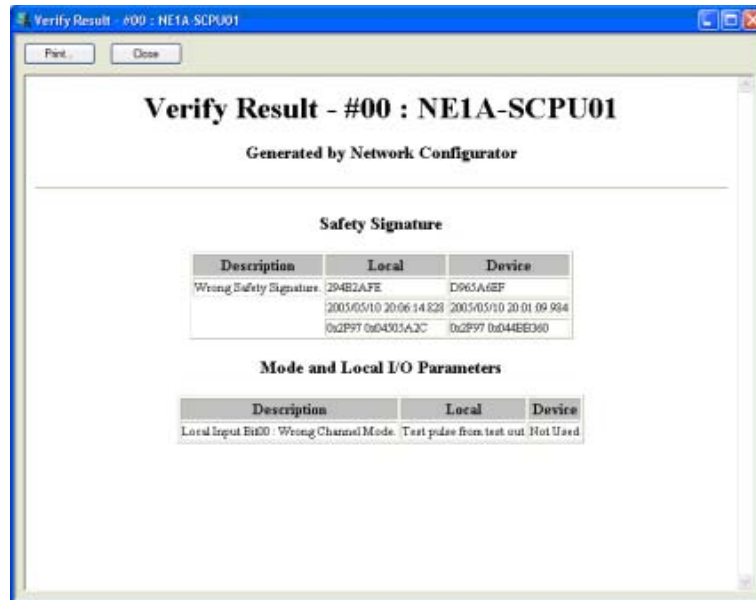 Verify Result - #00 : NE1A-SCPU01
Print... Close
Verify Result - #00 : NE1A-SCPU01
Generated by Network Configurator
Safety Signature
Description Local Device
Wrong Safety Signature. 294B2AFE D965A6EF
2005/05/10 20:06:14.828 2005/05/10 20:01:09.984
0x2F97 0x04505A2C 0x2F97 0x044BB360
Mode and Local I/O Parameters
Description Local Device
Local Input Bit00 : Wrong Channel Mode. Test pulse from test out Not Used